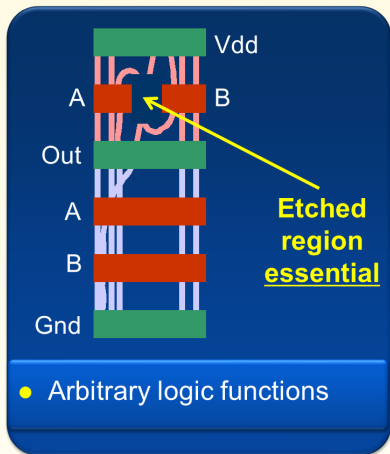 Vdd
A B
Out
A
Etched
region
essential
B
Gnd
Arbitrary logic functions